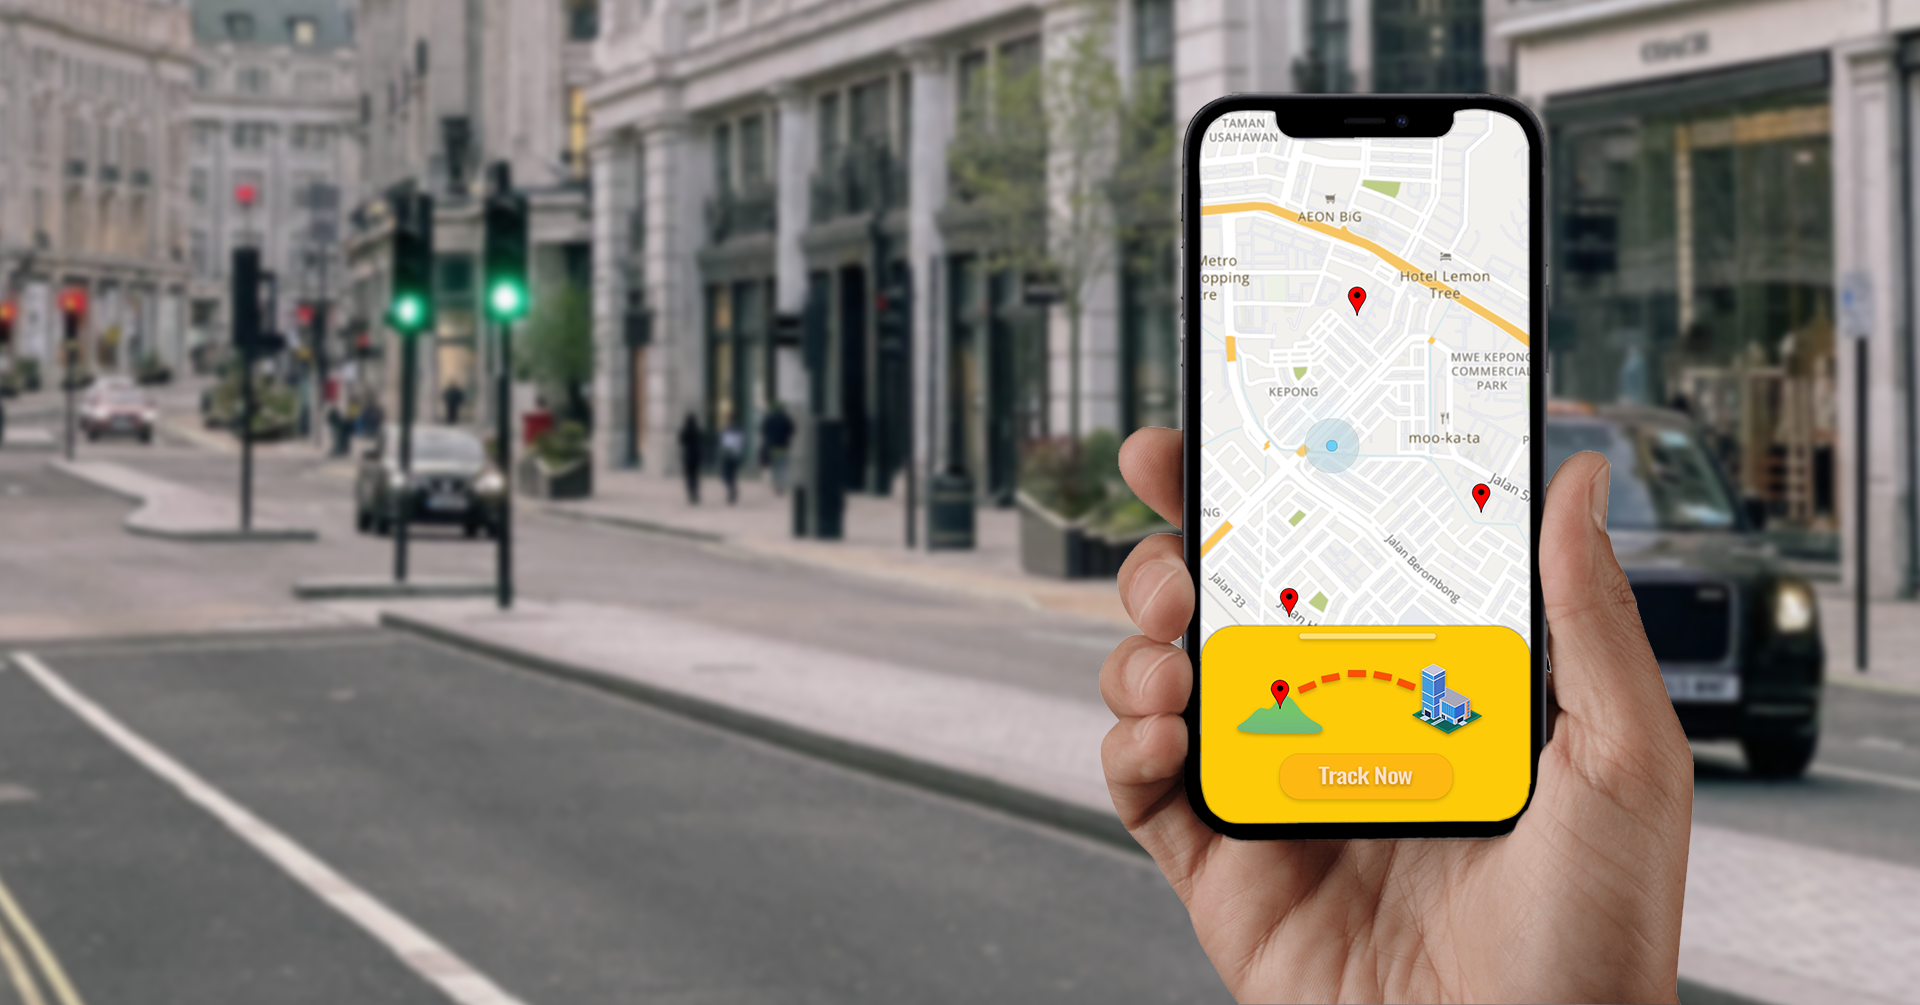 COACH
TAMAN
USAHAWAN
AEON BiG
Metro
opping
re
Hotel Lemon
Tree
MWE KEPONG
COMMERCIAL
PARK
KEPONG
moo-ka-ta
P
Jalan 5
NG
Jalan Berombong
Jalan 33
Track Now